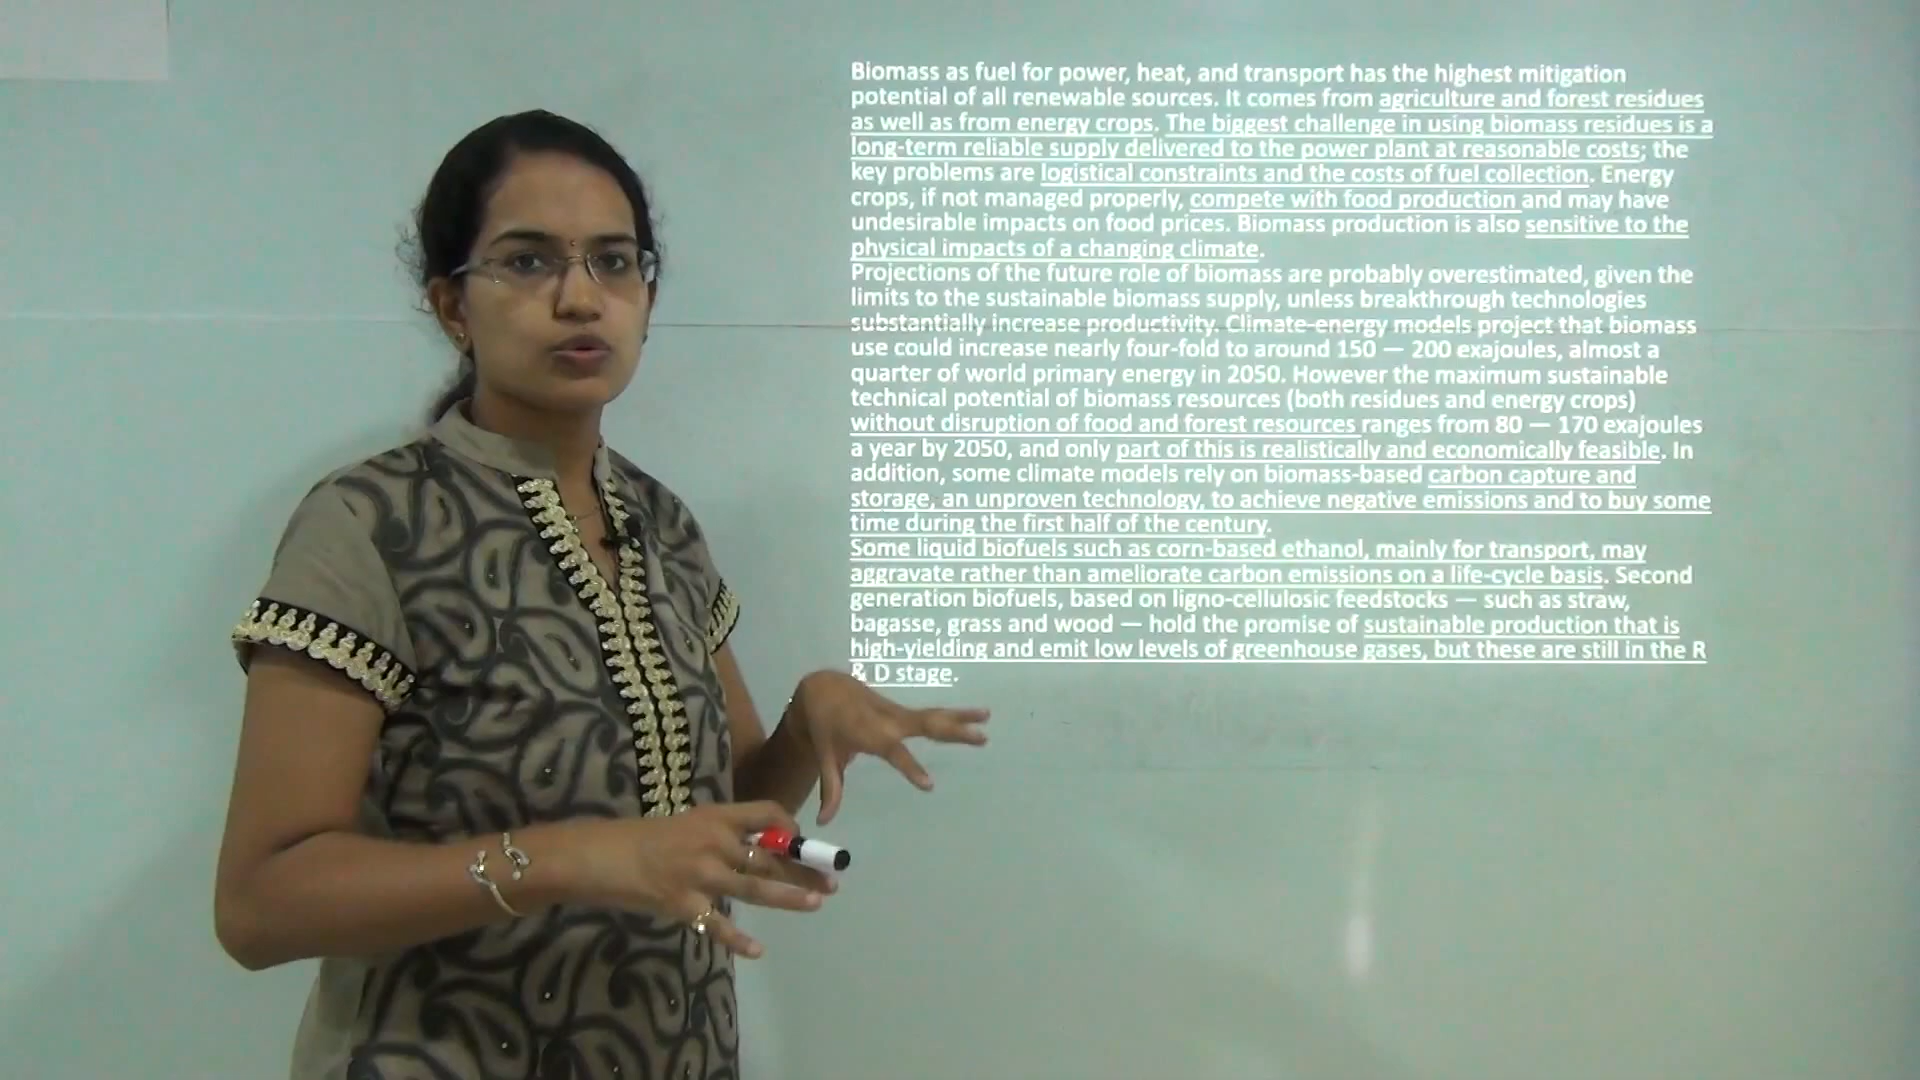 Biomass as fuel for power, heat, and transport has the highest mitigation
potential of all renewable sources. It comes from agriculture and forest residues
as well as from energy crops. The biggest challenge in using biomass residues is a
long-term reliable supply delivered to the power plant at reasonable costs; the
key problems are logistical constraints and the costs of fuel collection. Energy
crops, if not managed properly, compete with food production and may have
undesirable impacts on food prices. Biomass production is also sensitive to the
physical impacts of a changing climate.
Projections of the future role of biomass are probably overestimated, given the
limits to the sustainable biomass supply, unless breakthrough technologies
substantially increase productivity. Climate-energy models project that biomass
use could increase nearly four-fold to around 150 — 200 exajoules, almost a
quarter of world primary energy in 2050. However the maximum sustainable
technical potential of biomass resources (both residues and energy crops)
without disruption of food and forest resources ranges from 80 — 170 exajoules
a year by 2050, and only part of this is realistically and economically feasible. In
addition, some climate models rely on biomass-based carbon capture and
storage, an unproven technology, to achieve negative emissions and to buy some
time during the first half of the century.
Some liquid biofuels such as corn-based ethanol, mainly for transport, may
aggravate rather than ameliorate carbon emissions on a life-cycle basis. Second
generation biofuels, based on ligno-cellulosic feedstocks — such as straw,
bagasse, grass and wood — hold the promise of sustainable production that is
high-yielding and emit low levels of greenhouse gases, but these are still in the R
& D stage.